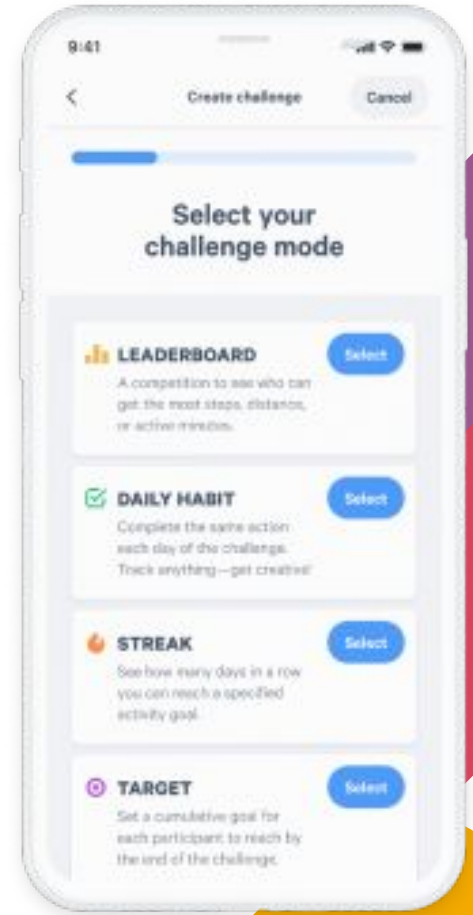 9:41
Create challenge
Cancel
Select your
challenge mode
LEADERBOARD
Select
A competition to see who can
get the most steps, distance,
or active minutes.
DAILY HABIT
Select
Complete the same action
each day of the challenge.
Track anything—get creative!
STREAK
Select
See how many days in a row
you can reach a specified
activity goal.
TARGET
Select
Set a cumulative goal for
each participant to reach by
the end of the challenge.